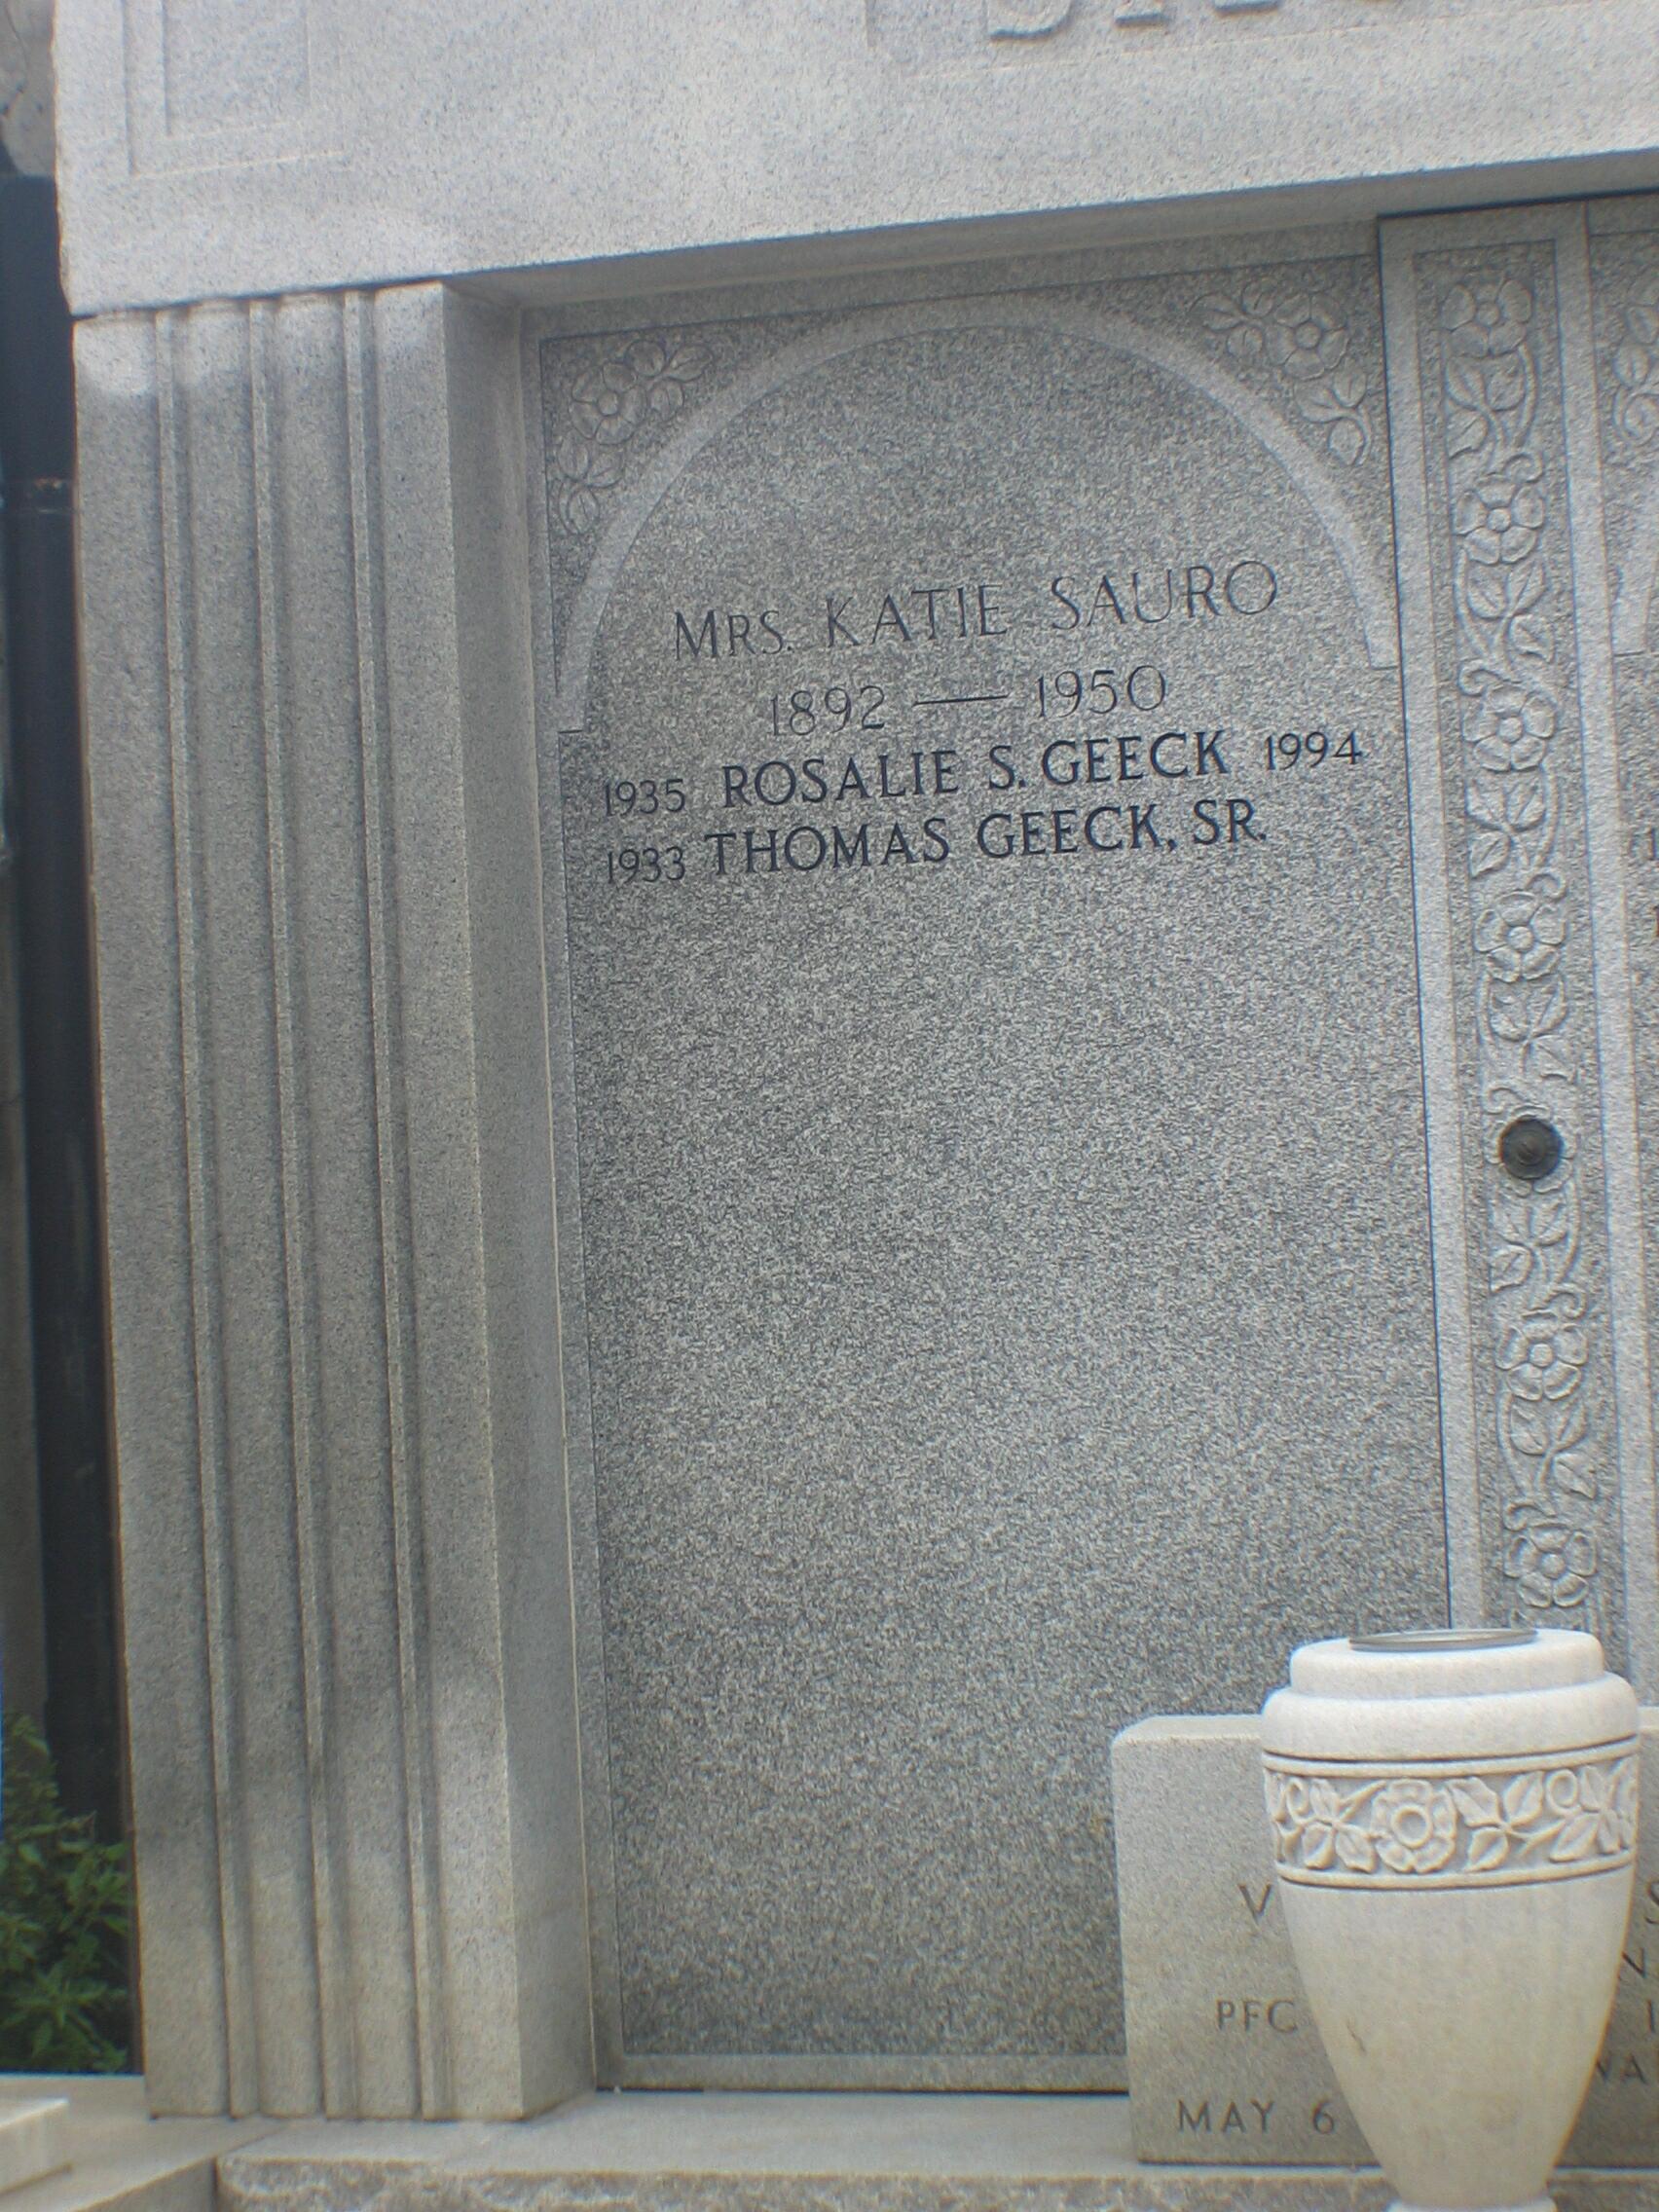 MRS. KATIE SAURO
1892 — 1950
1935 ROSALIE S. GEECK 1994
1933 THOMAS GEECK, SR.
PFC
MAY 6